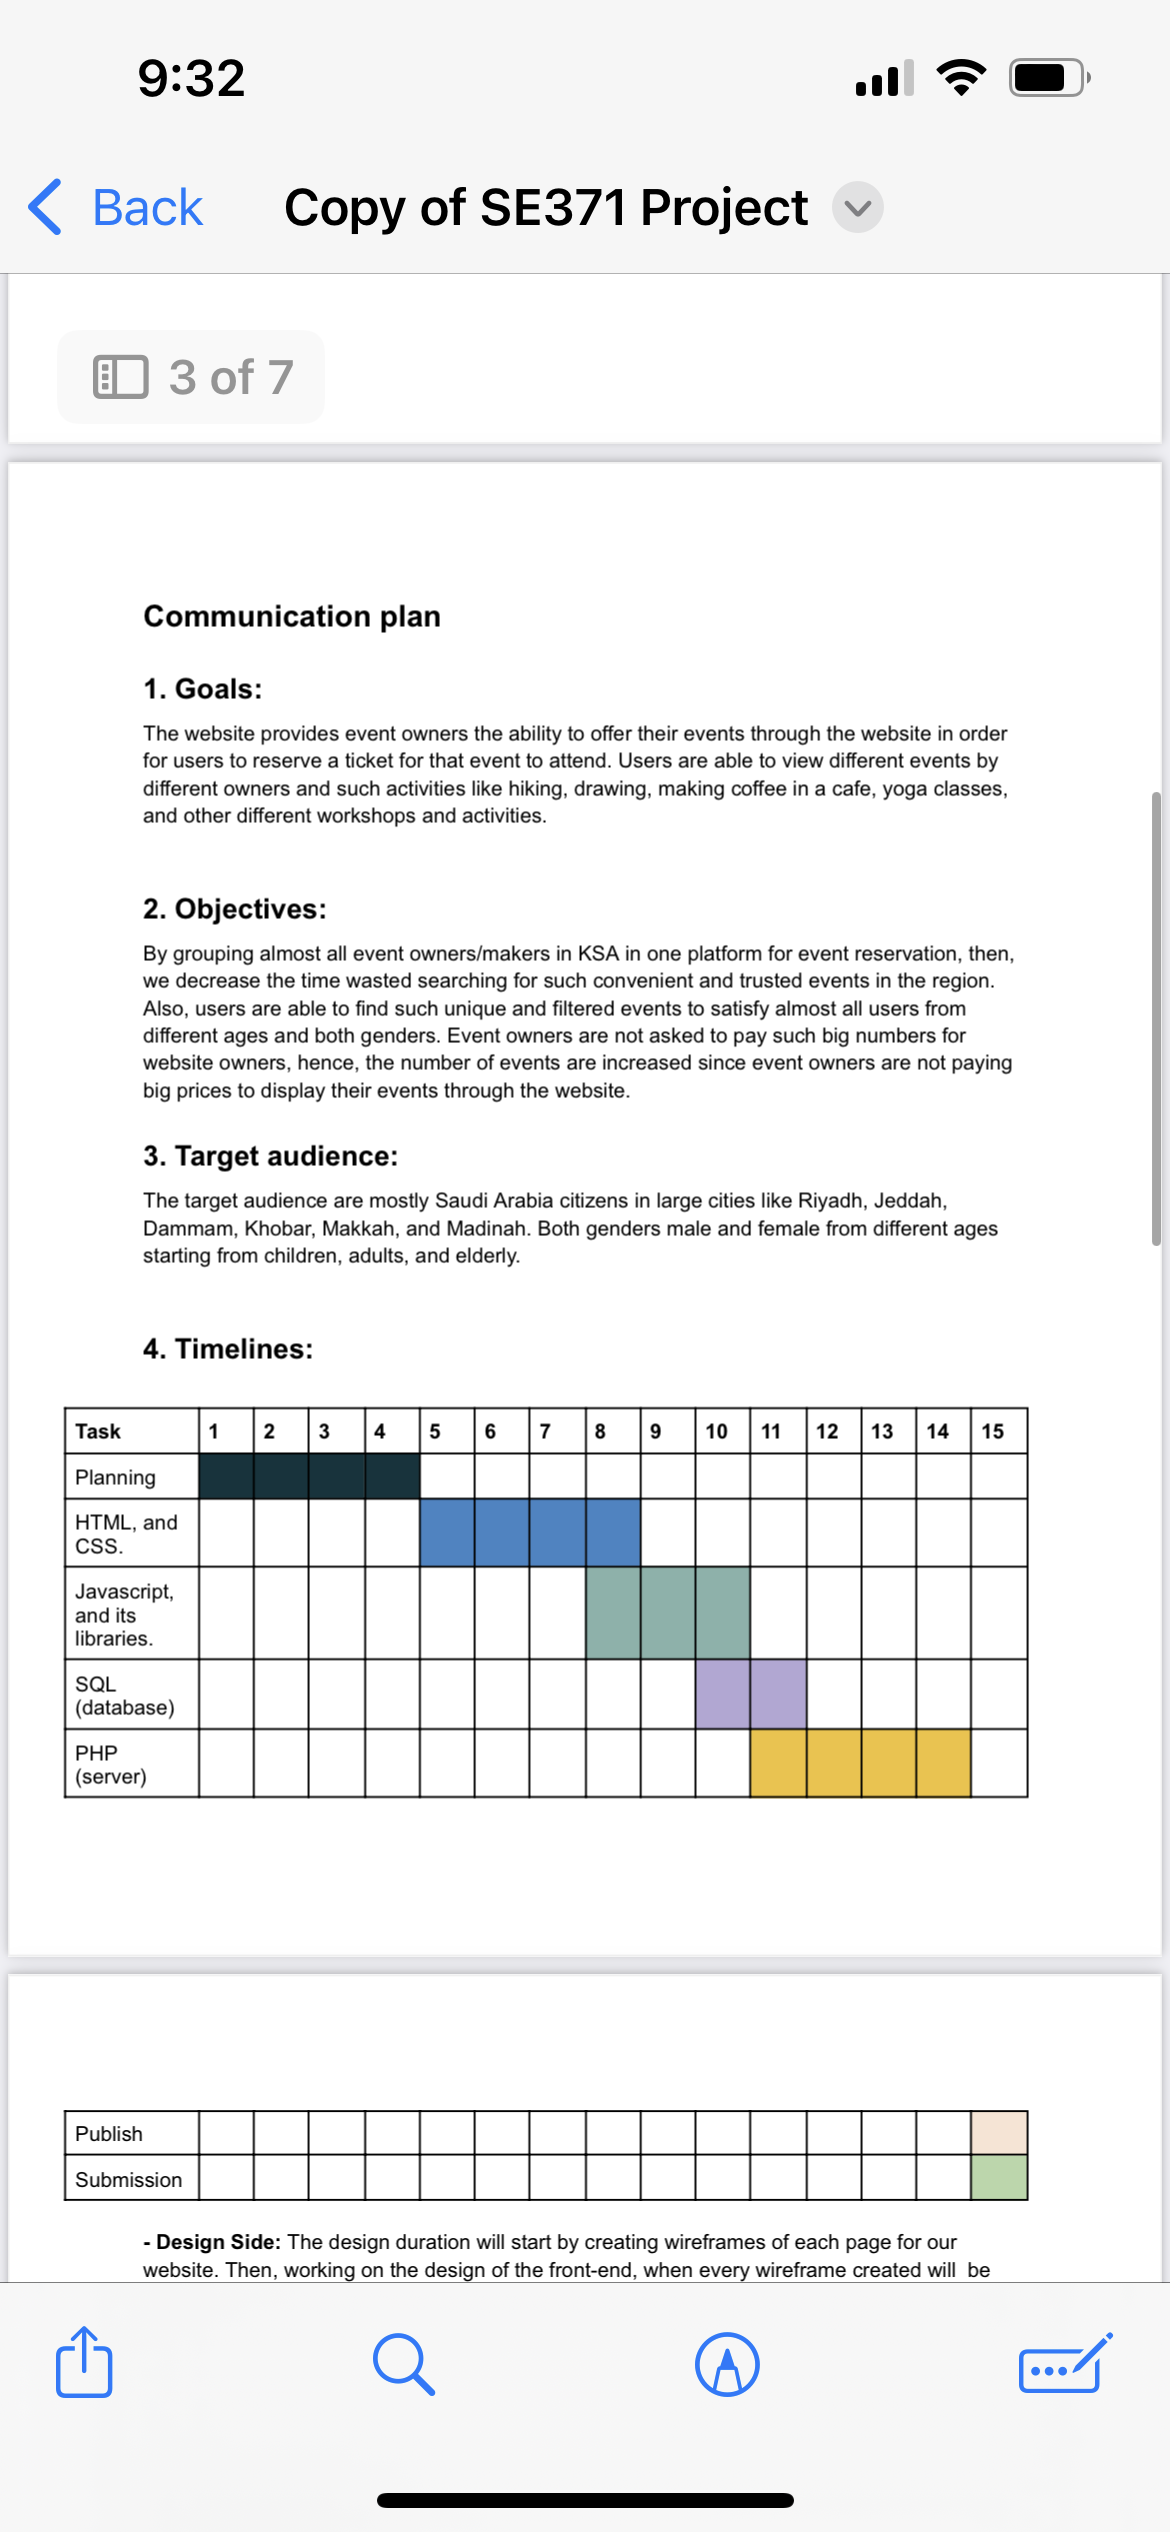 9:32
Back
Copy of SE371 Project
3 of 7
Communication plan
1. Goals:
The website provides event owners the ability to offer their events through the website in order
for users to reserve a ticket for that event to attend. Users are able to view different events by
different owners and such activities like hiking, drawing, making coffee in a cafe, yoga classes,
and other different workshops and activities.
2. Objectives:
By grouping almost all event owners/makers in KSA in one platform for event reservation, then,
we decrease the time wasted searching for such convenient and trusted events in the region.
Also, users are able to find such unique and filtered events to satisfy almost all users from
different ages and both genders. Event owners are not asked to pay such big numbers for
website owners, hence, the number of events are increased since event owners are not paying
big prices to display their events through the website.
3. Target audience:
The target audience are mostly Saudi Arabia citizens in large cities like Riyadh, Jeddah,
Dammam, Khobar, Makkah, and Madinah. Both genders male and female from different ages
starting from children, adults, and elderly.
4. Timelines:
Task 1 2 3 4 5 6 7 8 9 10 11 12 13 14 15
Planning
HTML, and
CSS.
Javascript,
and its
libraries.
SQL
(database)
PHP
(server)
Publish
Submission
- Design Side: The design duration will start by creating wireframes of each page for our
website. Then, working on the design of the front-end, when every wireframe created will be